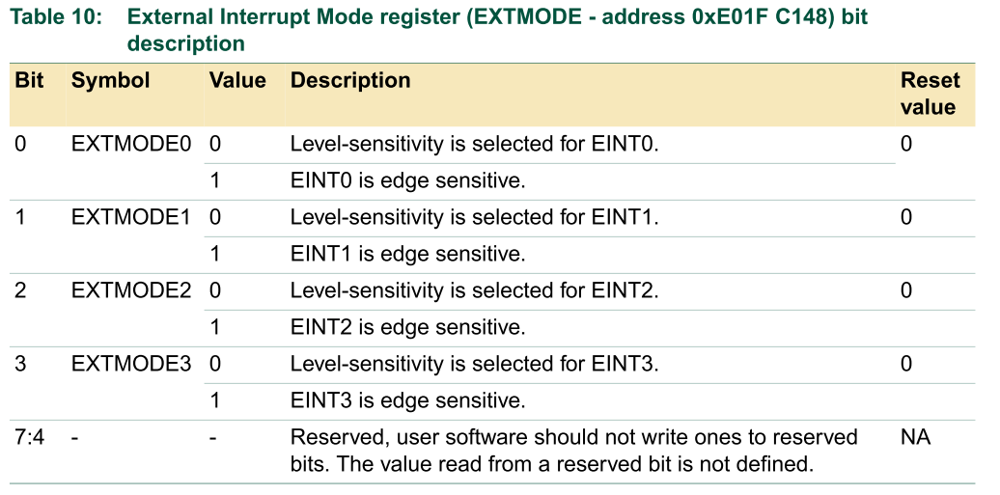 Table 10: External Interrupt Mode register (EXTMODE - address 0xE01F C148) bit
description
Bit Symbol Value Description Reset
value
0 EXTMODE0 0 Level-sensitivity is selected for EINT0. 0
1 EINT0 is edge sensitive.
1 EXTMODE1 0 Level-sensitivity is selected for EINT1. 0
1 EINT1 is edge sensitive.
2 EXTMODE2 0 Level-sensitivity is selected for EINT2. 0
1 EINT2 is edge sensitive.
3 EXTMODE3 0 Level-sensitivity is selected for EINT3. 0
1 EINT3 is edge sensitive.
7:4 - - Reserved, user software should not write ones to reserved NA
bits. The value read from a reserved bit is not defined.